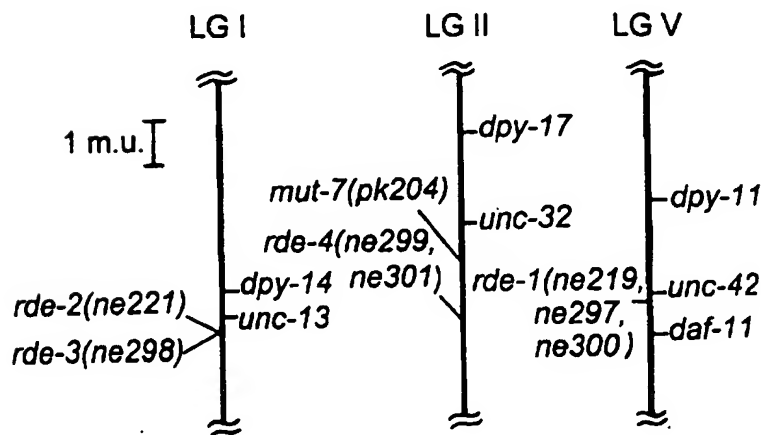 LG I
LG II
LG V
1 m.u.
dpy-14
unc-13
rde-2(ne221)
rde-3(ne298)
dpy-17
mut-7(pk204)
unc-32
rde-4(ne299,
ne301)
dpy-11
rde-1(ne219,
ne297,
ne300)
unc-42
daf-11